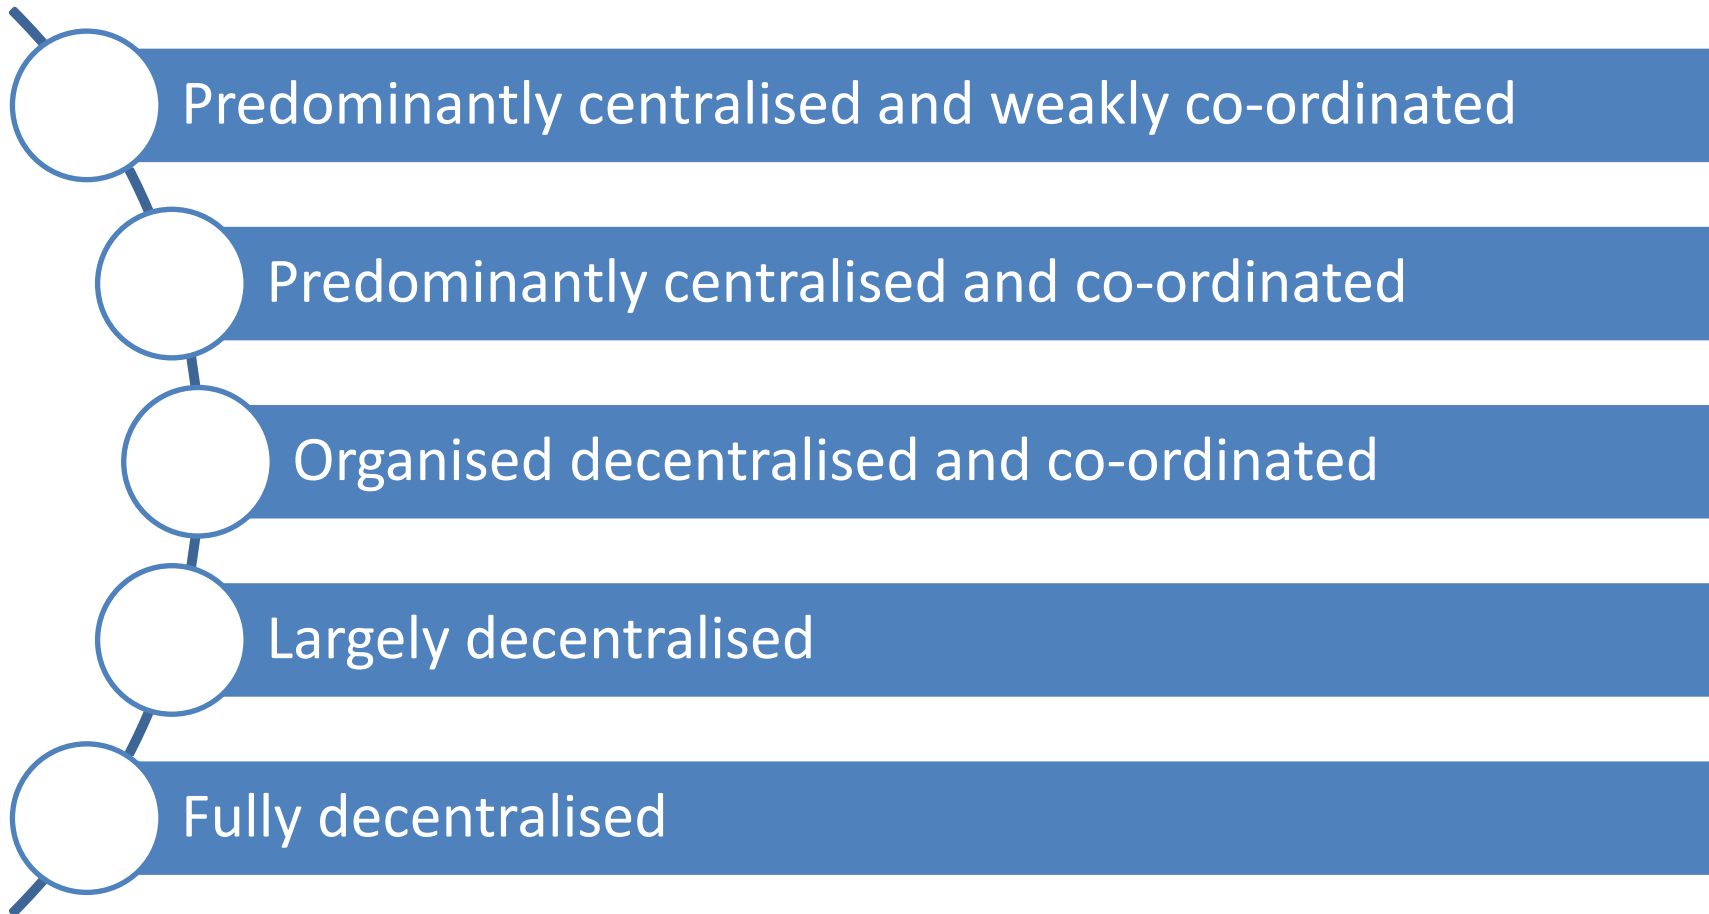 Predominantly centralised and weakly co-ordinated
Predominantly centralised and co-ordinated
Organised decentralised and co-ordinated
Largely decentralised
Fully decentralised